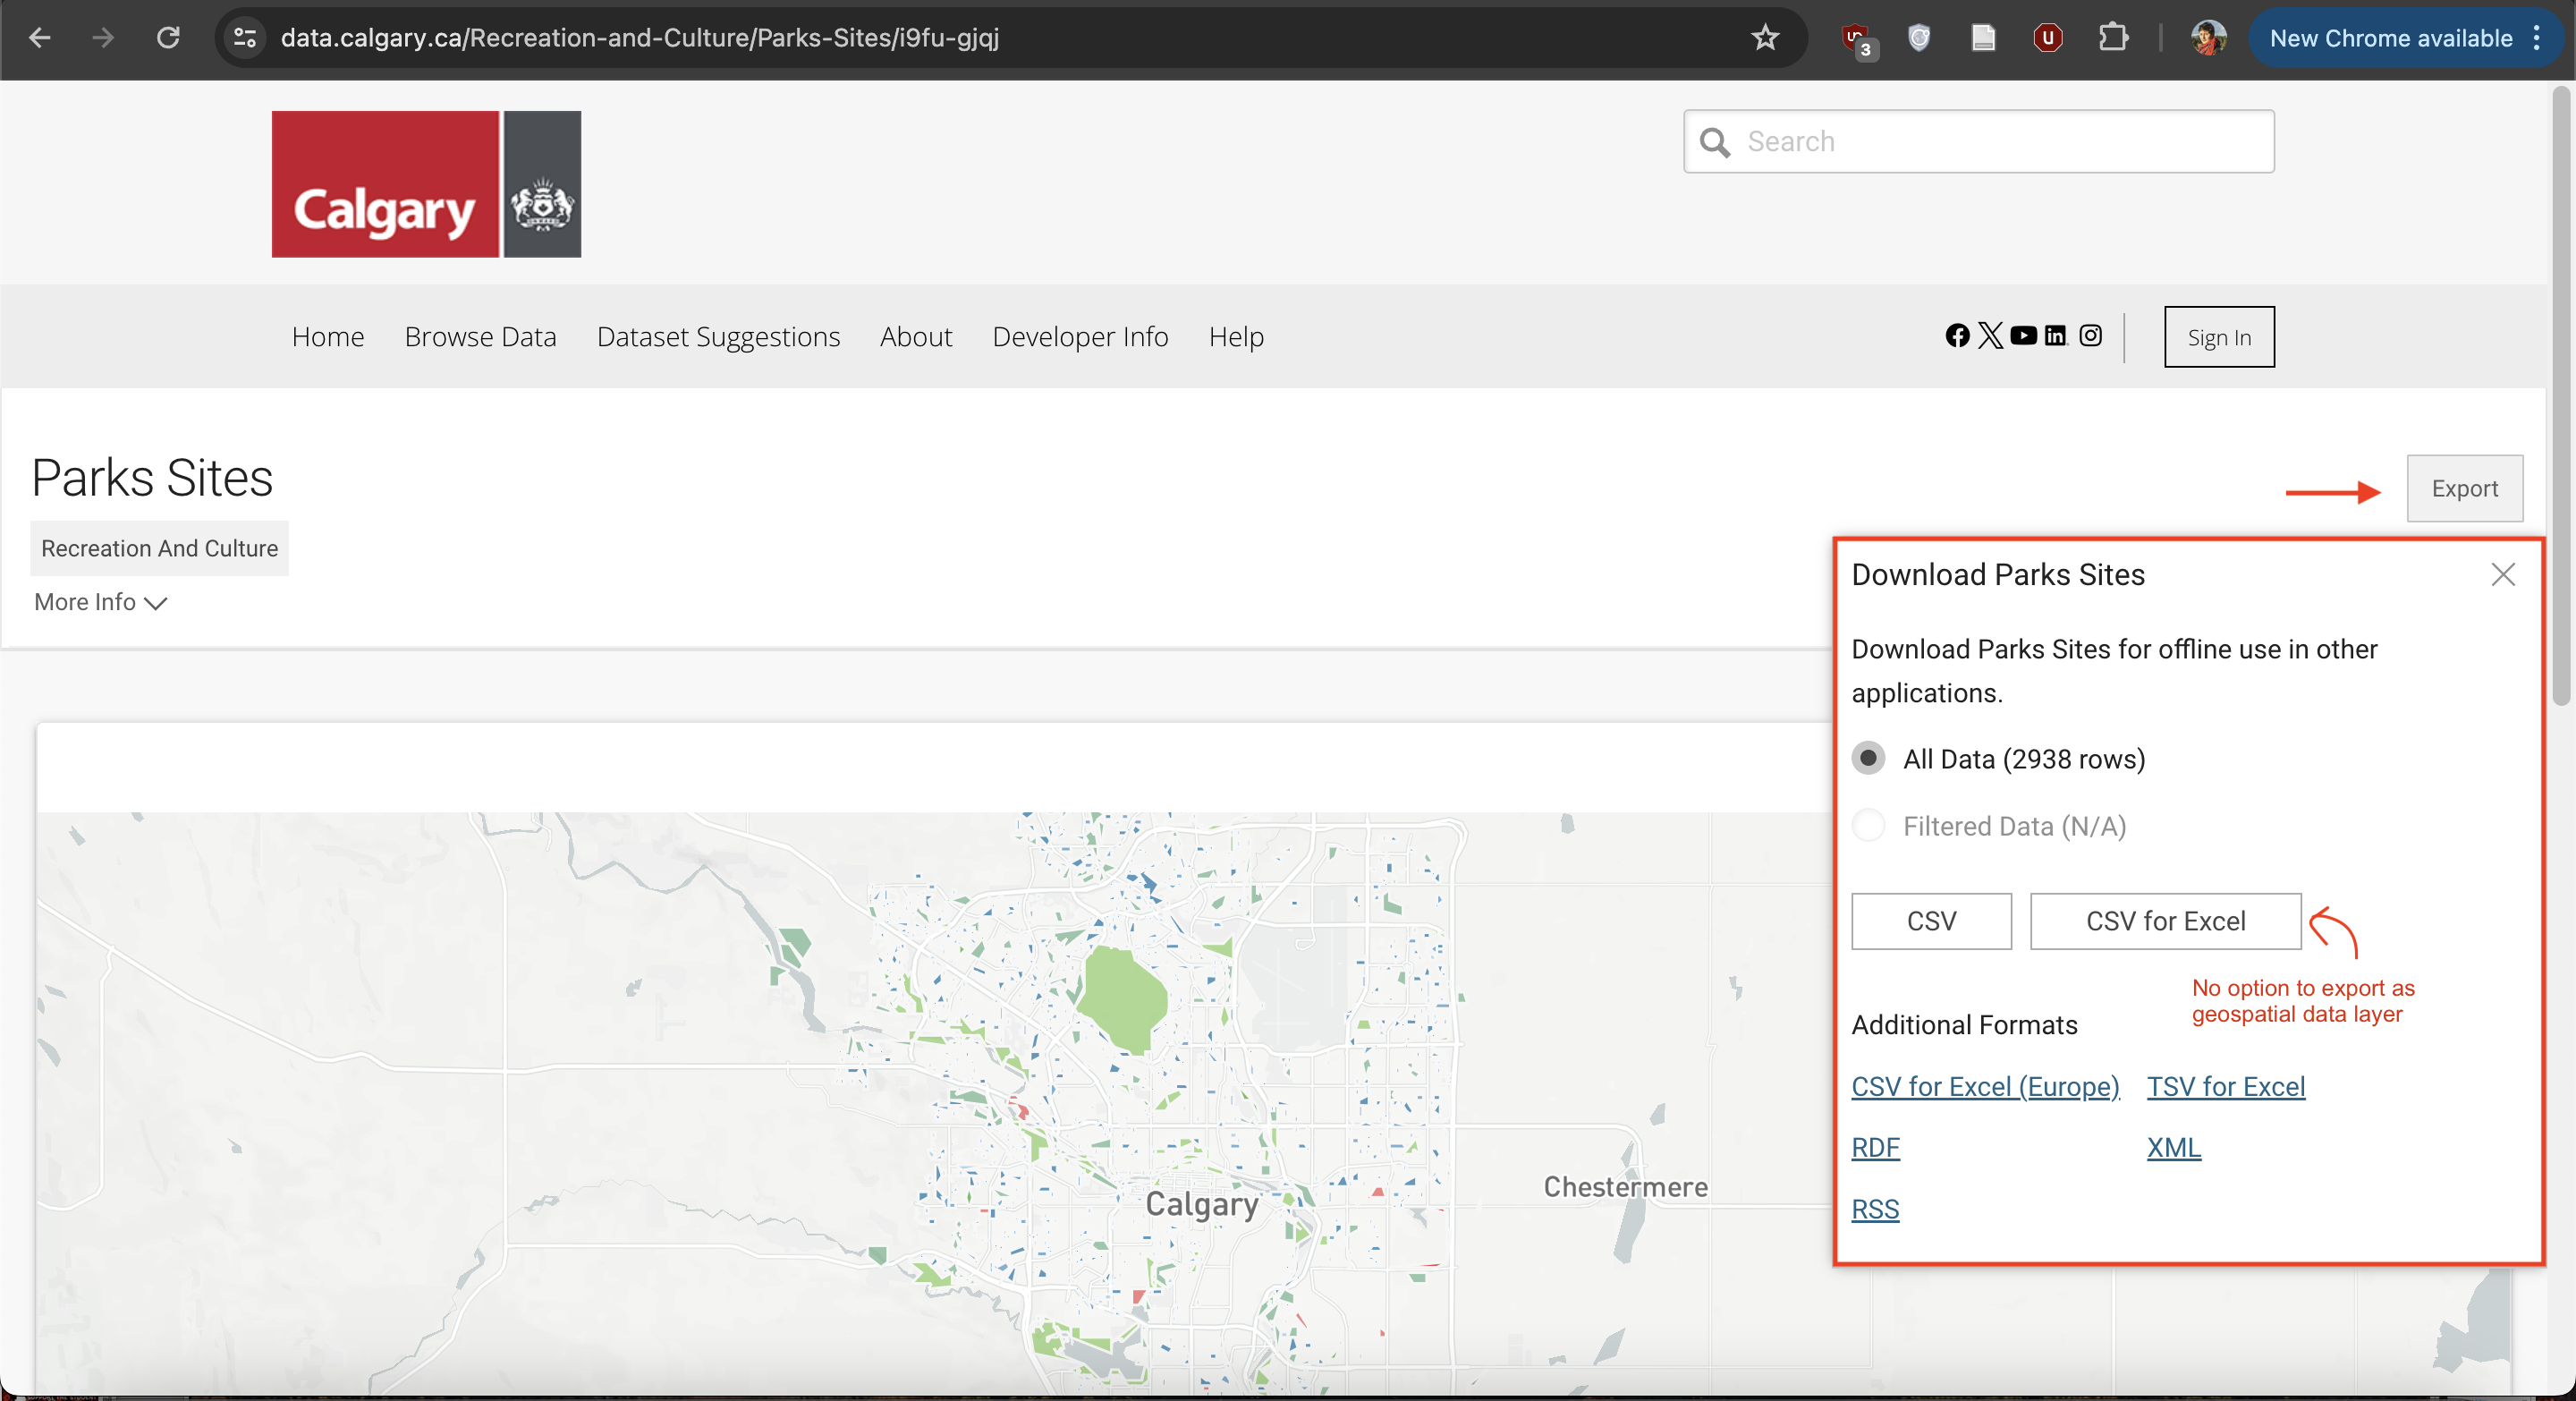 data.calgary.ca/Recreation-and-Culture/Parks-Sites/i9fu-gjqj
3
U
New Chrome available
Calgary
Search
Home Browse Data Dataset Suggestions About Developer Info Help
Sign In
Parks Sites
Export
Recreation And Culture
More Info
Download Parks Sites
Download Parks Sites for offline use in other
applications.
All Data (2938 rows)
Filtered Data (N/A)
CSV CSV for Excel
No option to export as
geospatial data layer
Additional Formats
CSV for Excel (Europe) TSV for Excel
RDF XML
RSS
Calgary
Chestermere